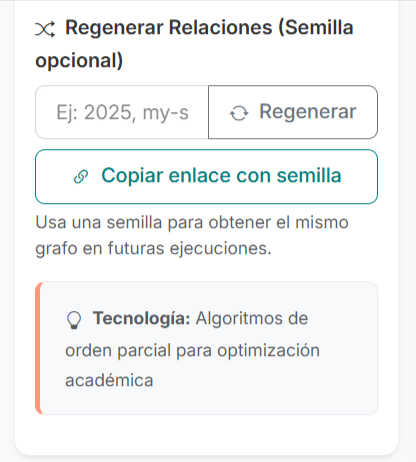 Regenerar Relaciones (Semilla
opcional)
Ej: 2025, my-s
Regenerar
Copiar enlace con semilla
Usa una semilla para obtener el mismo
grafo en futuras ejecuciones.
Tecnología: Algoritmos de
orden parcial para optimización
académica